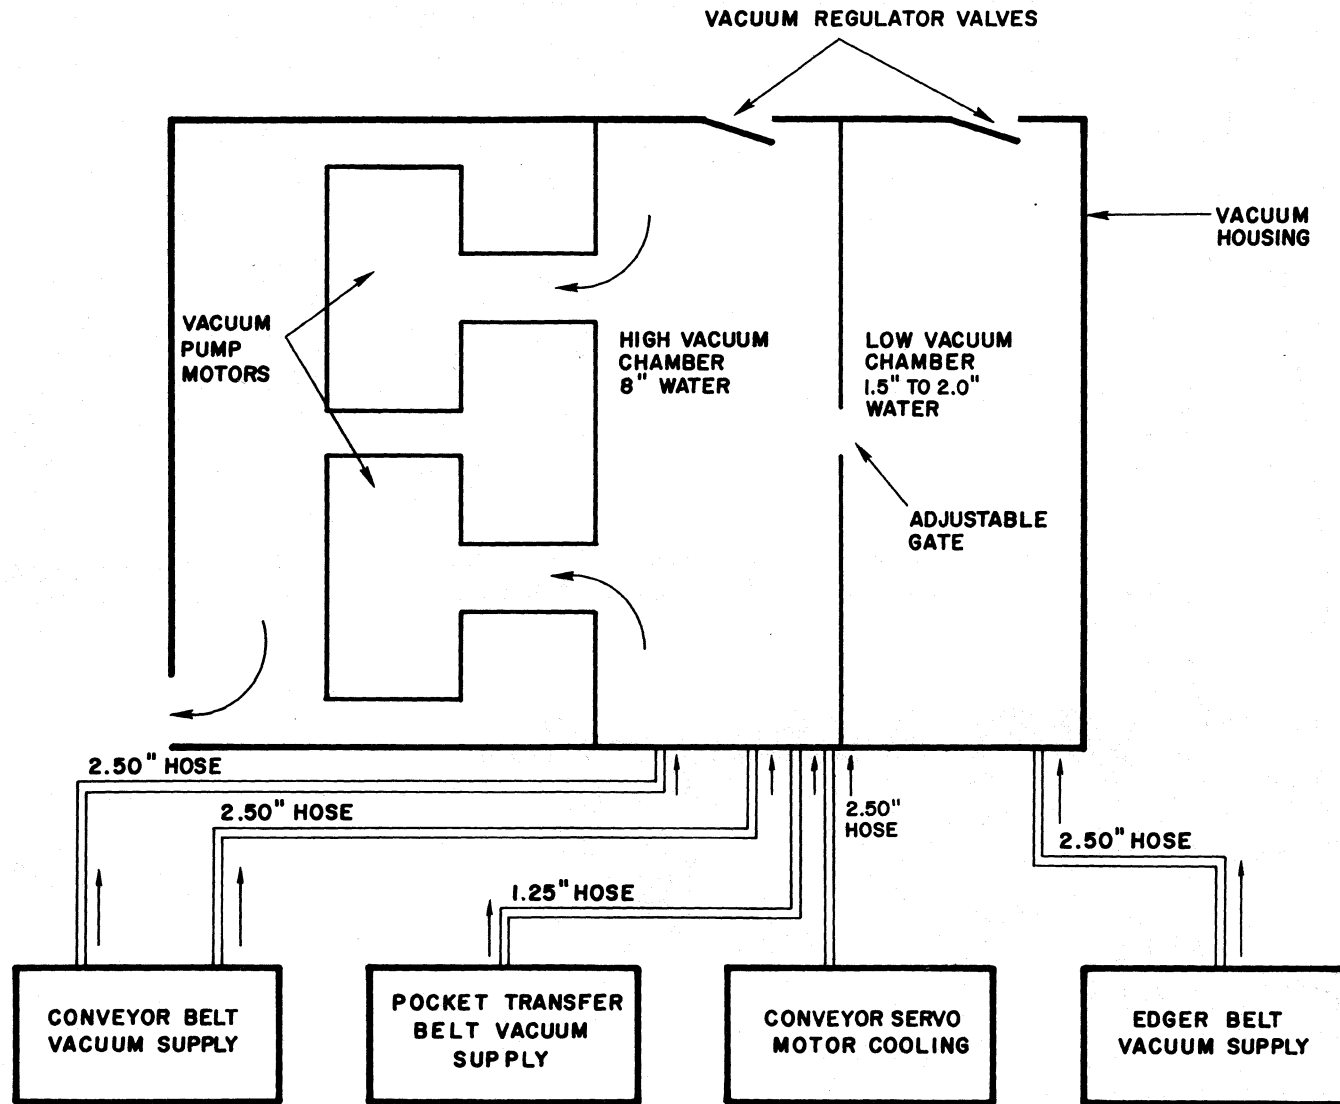 VACUUM REGULATOR VALVES
VACUUM
HOUSING
VACUUM
PUMP
MOTORS
HIGH VACUUM
CHAMBER
8" WATER
LOW VACUUM
CHAMBER
1.5" TO 2.0"
WATER
ADJUSTABLE
GATE
2.50" HOSE
2.50" HOSE
2.50"
HOSE
2.50" HOSE
1.25" HOSE
CONVEYOR BELT
VACUUM SUPPLY
POCKET TRANSFER
BELT VACUUM
SUPPLY
CONVEYOR SERVO
MOTOR COOLING
EDGER BELT
VACUUM SUPPLY